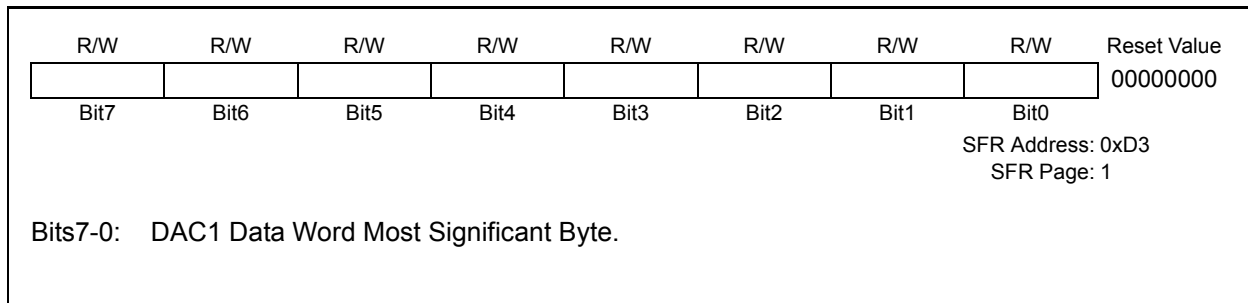 R/W R/W R/W R/W R/W R/W R/W R/W Reset Value
00000000
Bit7 Bit6 Bit5 Bit4 Bit3 Bit2 Bit1 Bit0
SFR Address: 0xD3
SFR Page: 1
Bits7-0: DAC1 Data Word Most Significant Byte.